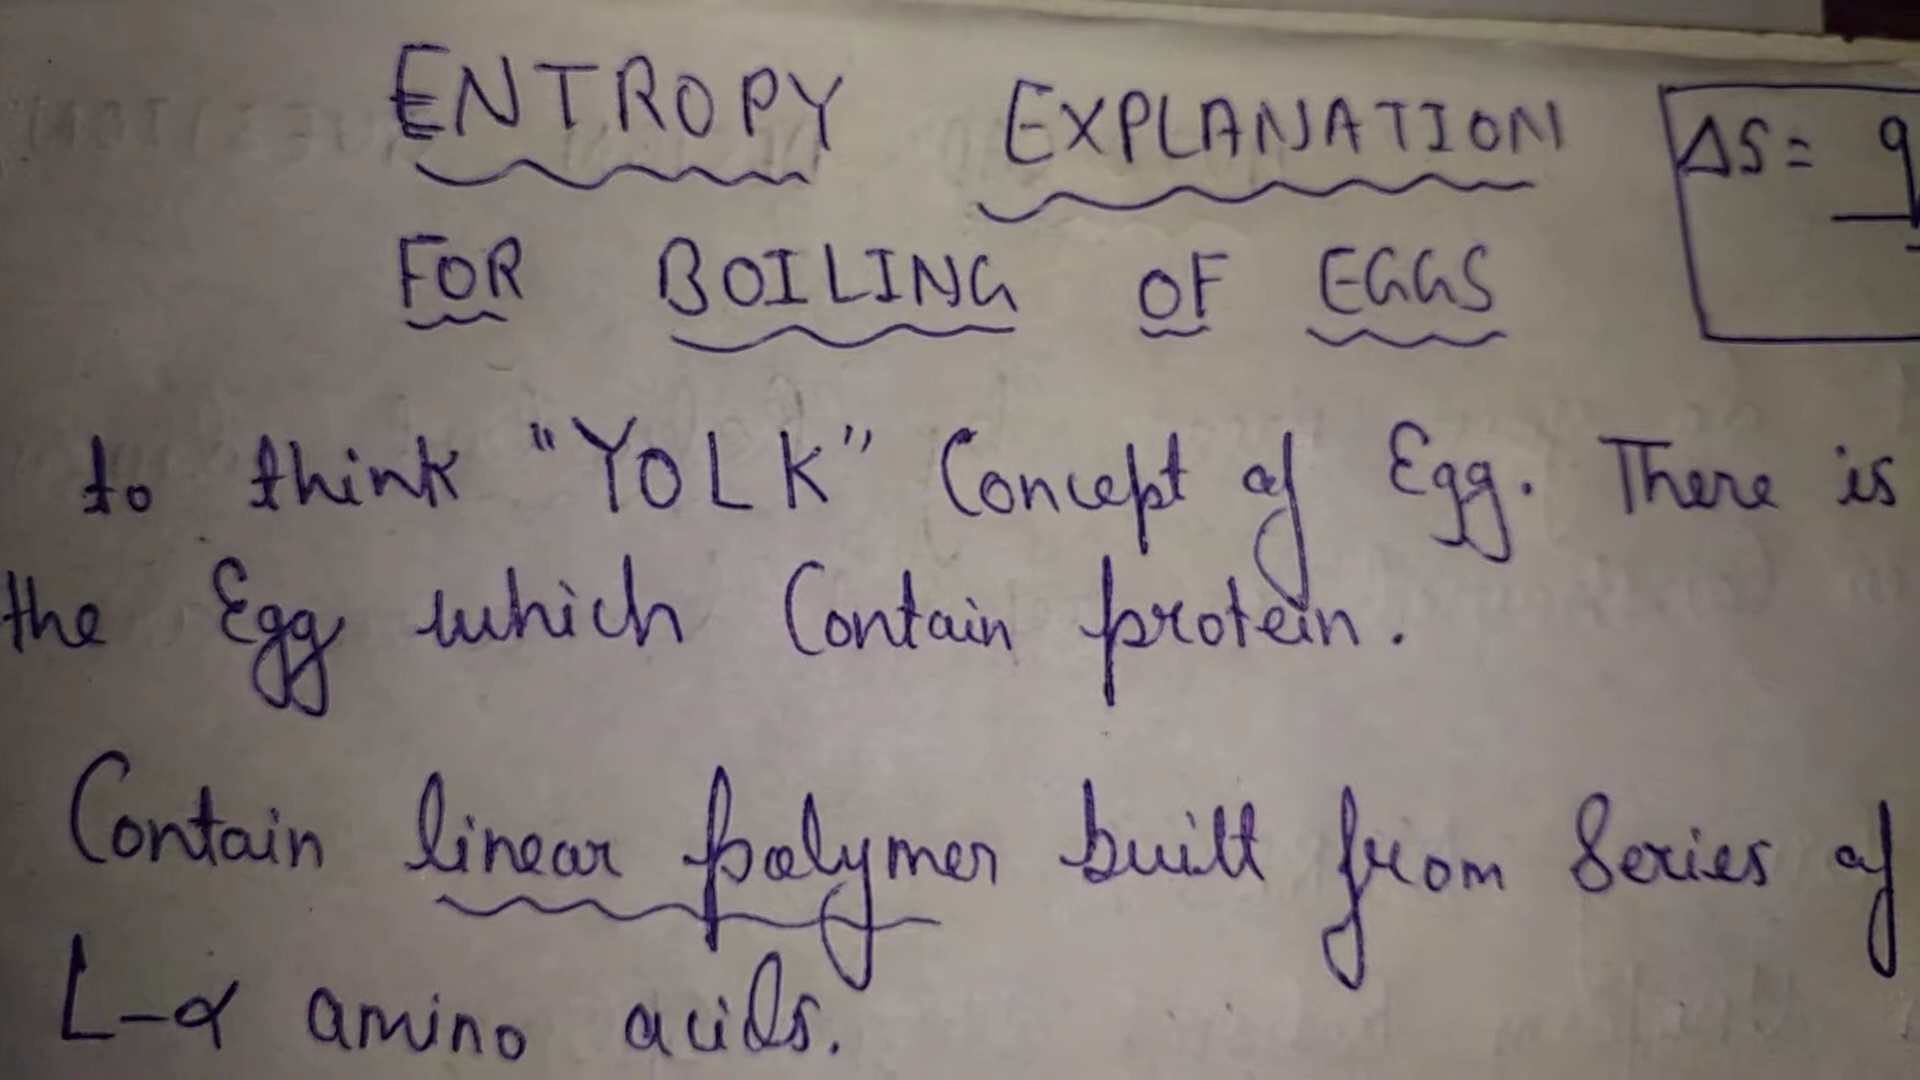 ENTROPY EXPLANATION
FOR BOILING OF EGGS
ΔS = q
to think "YOLK" Concept of Egg. There is
the Egg which Contain protein.
Contain linear polymer built from Series of
L-α amino acids.